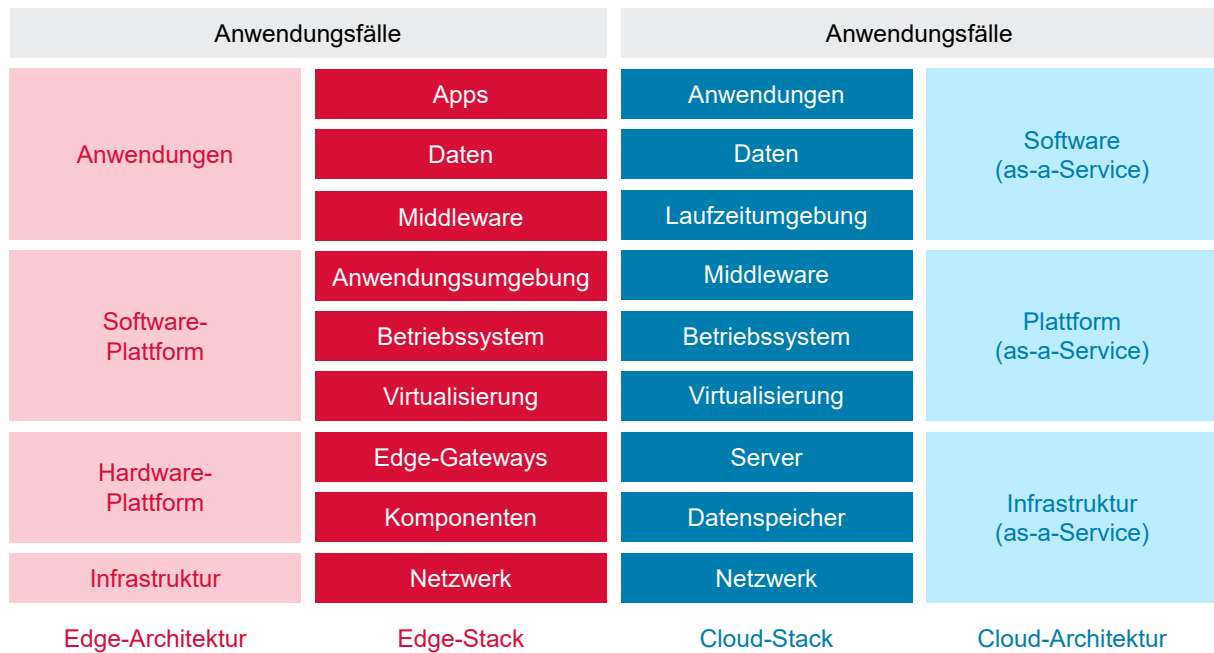 Anwendungsfälle
Anwendungsfälle
Anwendungen
Apps
Daten
Middleware
Anwendungen
Daten
Laufzeitumgebung
Software
(as-a-Service)
Software-
Plattform
Anwendungsumgebung
Betriebssystem
Virtualisierung
Middleware
Betriebssystem
Virtualisierung
Plattform
(as-a-Service)
Hardware-
Plattform
Edge-Gateways
Komponenten
Server
Datenspeicher
Infrastruktur
(as-a-Service)
Infrastruktur
Netzwerk
Netzwerk
Edge-Architektur
Edge-Stack
Cloud-Stack
Cloud-Architektur